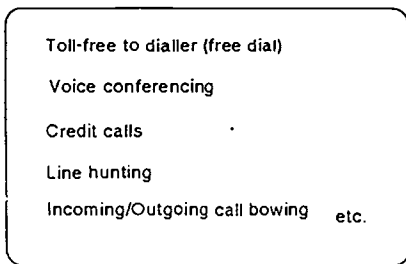 Toll-free to dialler (free dial)
Voice conferencing
Credit calls
Line hunting
Incoming/Outgoing call bowing etc.